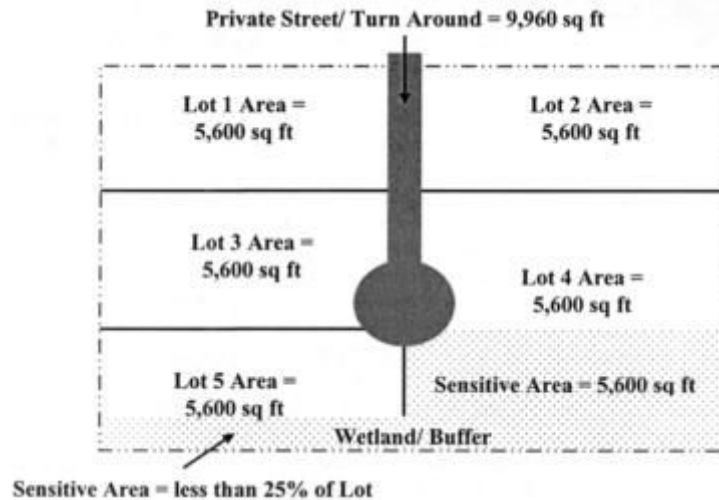 Private Street/ Turn Around = 9,960 sq ft
Lot 1 Area =
5,600 sq ft
Lot 2 Area =
5,600 sq ft
Lot 3 Area =
5,600 sq ft
Lot 4 Area =
5,600 sq ft
Lot 5 Area =
5,600 sq ft
Sensitive Area = 5,600 sq ft
Wetland/ Buffer
Sensitive Area = less than 25% of Lot